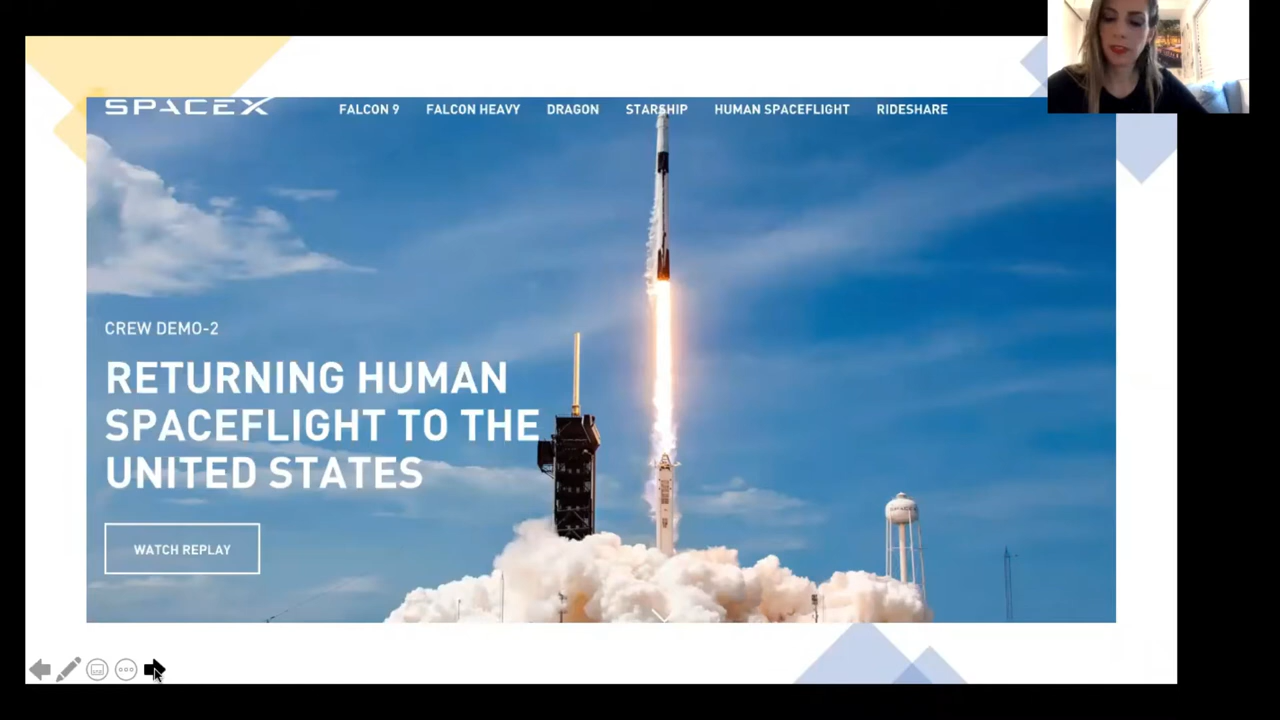 SPACEX
FALCON 9 FALCON HEAVY DRAGON STARSHIP HUMAN SPACEFLIGHT RIDESHARE
CREW DEMO-2
RETURNING HUMAN
SPACEFLIGHT TO THE
UNITED STATES
WATCH REPLAY